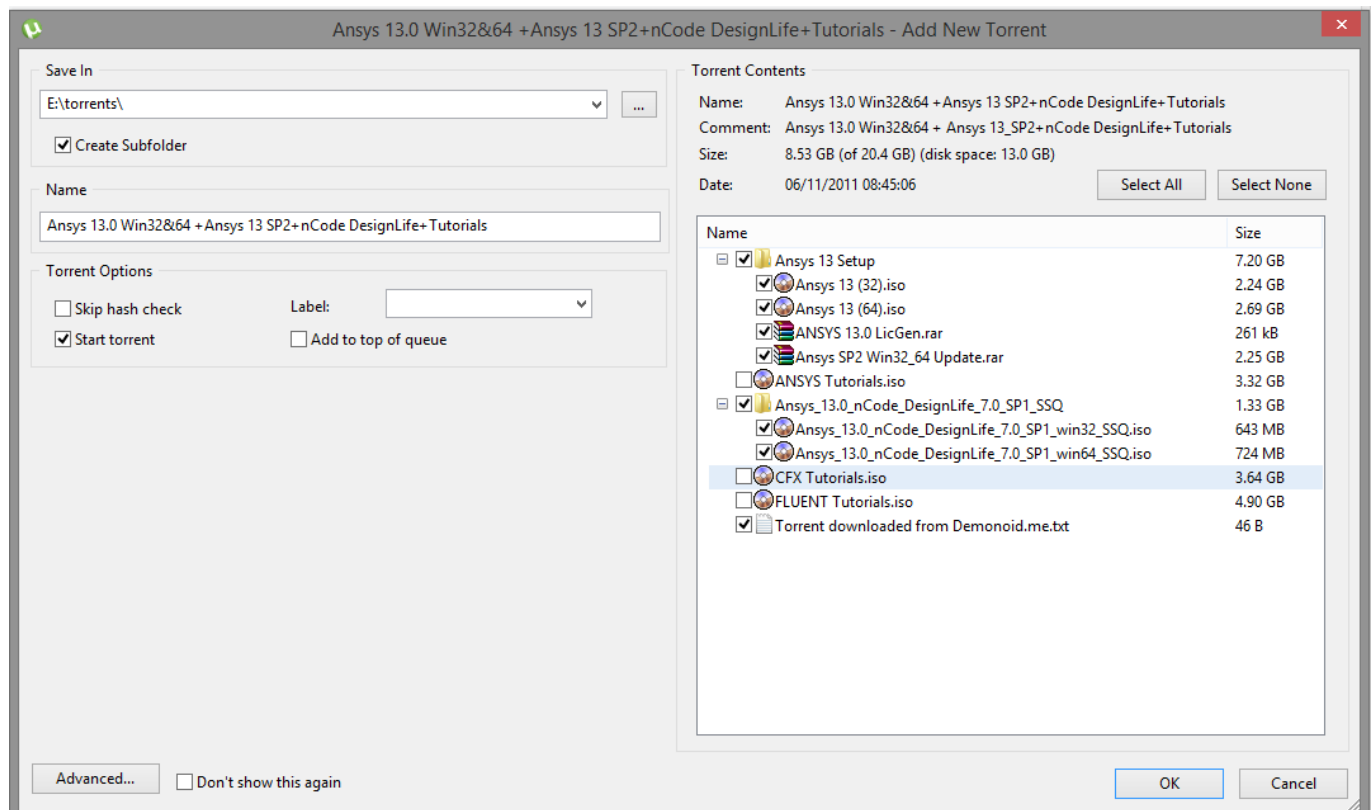 Ansys 13.0 Win32&64 +Ansys 13 SP2+nCode DesignLife+Tutorials - Add New Torrent
Save In
E:\torrents\
...
Create Subfolder
Name
Ansys 13.0 Win32&64 +Ansys 13 SP2+nCode DesignLife+Tutorials
Torrent Options
Skip hash check
Label:
Start torrent
Add to top of queue
Torrent Contents
Name: Ansys 13.0 Win32&64 +Ansys 13 SP2+nCode DesignLife+Tutorials
Comment: Ansys 13.0 Win32&64 + Ansys 13_SP2+nCode DesignLife+Tutorials
Size: 8.53 GB (of 20.4 GB) (disk space: 13.0 GB)
Date: 06/11/2011 08:45:06
Select All
Select None
Name Size
Ansys 13 Setup 7.20 GB
Ansys 13 (32).iso 2.24 GB
Ansys 13 (64).iso 2.69 GB
ANSYS 13.0 LicGen.rar 261 kB
Ansys SP2 Win32_64 Update.rar 2.25 GB
ANSYS Tutorials.iso 3.32 GB
Ansys_13.0_nCode_DesignLife_7.0_SP1_SSQ 1.33 GB
Ansys_13.0_nCode_DesignLife_7.0_SP1_win32_SSQ.iso 643 MB
Ansys_13.0_nCode_DesignLife_7.0_SP1_win64_SSQ.iso 724 MB
CFX Tutorials.iso 3.64 GB
FLUENT Tutorials.iso 4.90 GB
Torrent downloaded from Demonoid.me.txt 46 B
Advanced...
Don't show this again
OK
Cancel